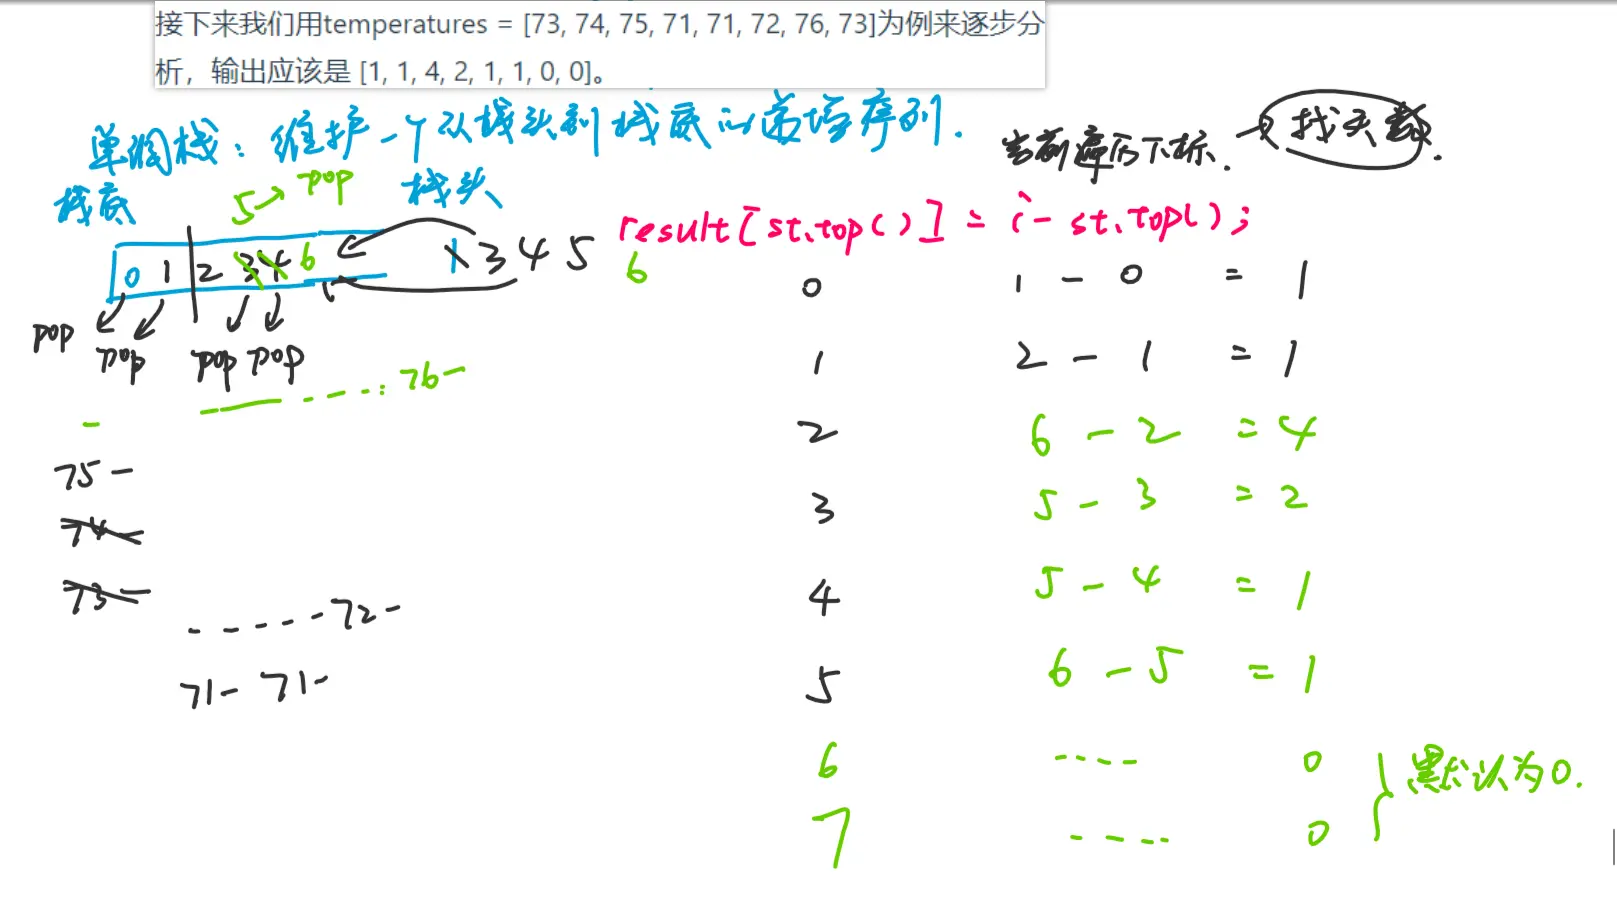 接下来我们用temperatures = [73, 74, 75, 71, 71, 72, 76, 73]为例来逐步分
析，输出应该是 [1, 1, 4, 2, 1, 1, 0, 0]。
单调栈：维护一个从栈头到栈底的递增序列.
当前遍历下标. 找头数.
栈底 5→pop 栈头
result[st.top()] = i - st.top();
0 1 2 3 4 6 1 3 4 5
6
pop pop pop pop
76-
-
75-
74-
73-
-----72-
71- 71-
0 1 - 0 = 1
1 2 - 1 = 1
2 6 - 2 = 4
3 5 - 3 = 2
4 5 - 4 = 1
5 6 - 5 = 1
6 ---- 0
7 ---- 0
默认为0.